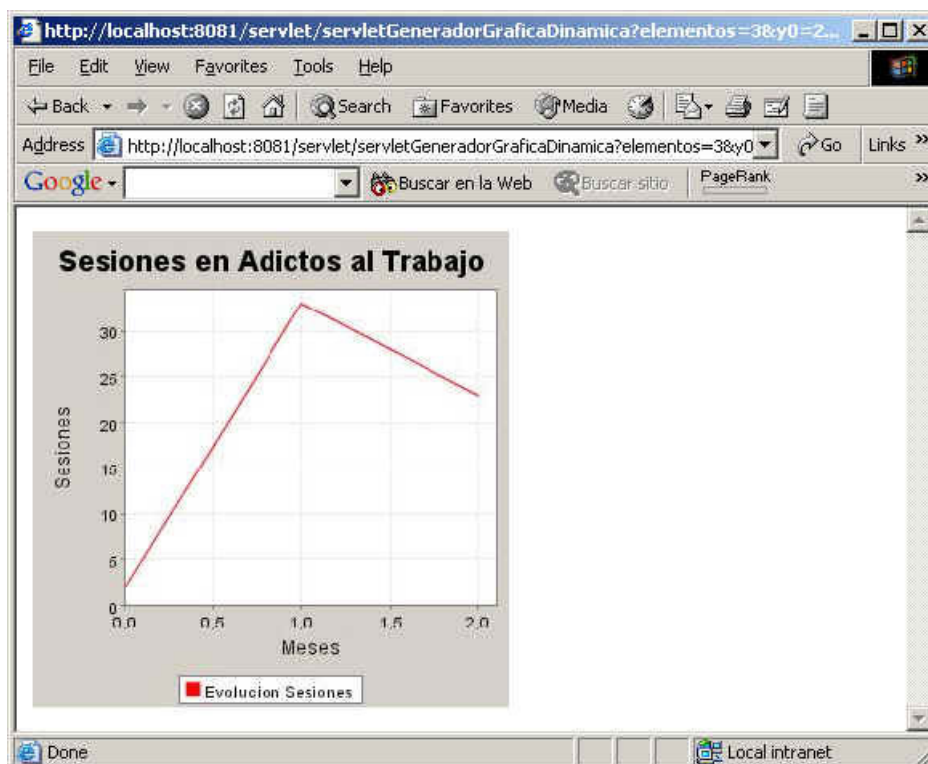 http://localhost:8081/servlet/servletGeneradorGraficaDinamica?elementos=3&y0=2...
File Edit View Favorites Tools Help
Back Search Favorites Media
Address http://localhost:8081/servlet/servletGeneradorGraficaDinamica?elementos=3&y0 Go Links »
Google Buscar en la Web Buscar sitio PageRank »
Sesiones en Adictos al Trabajo
30
25
20
15
10
5
0
Sesiones
0,0 0,5 1,0 1,5 2,0
Meses
Evolucion Sesiones
Done Local intranet